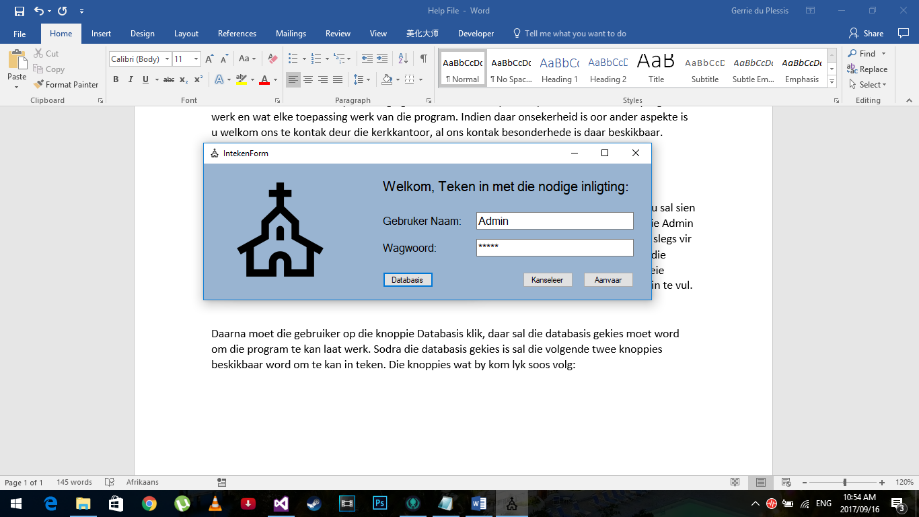 Help File - Word
Gerrie du Plessis
File Home Insert Design Layout References Mailings Review View 美化大师 Developer Tell me what you want to do Share
Paste
Cut
Copy
Format Painter
Clipboard
Calibri (Body) 11
Font
Paragraph
AaBbCcDc AaBbCcDc AaBbCc AaBbCcD AaB AaBbCcD AaBbCcDc AaBbCcDc
¶ Normal ¶ No Spac... Heading 1 Heading 2 Title Subtitle Subtle Em... Emphasis
Styles
Find
Replace
Select
Editing
werk en wat elke toepassing werk van die program. Indien daar onsekerheid is oor ander aspekte is
u welkom ons te kontak deur die kerkkantoor, al ons kontak besonderhede is daar beskikbaar.
IntekenForm
Welkom, Teken in met die nodige inligting:
Gebruiker Naam: Admin
Wagwoord: *****
Databasis Kanseleer Aanvaar
u sal sien
ie Admin
slegs vir
die
eie
in te vul.
Daarna moet die gebruiker op die knoppie Databasis klik, daar sal die databasis gekies moet word
om die program te kan laat werk. Sodra die databasis gekies is sal die volgende twee knoppies
beskikbaar word om te kan in teken. Die knoppies wat by kom lyk soos volg:
Page 1 of 1 145 words Afrikaans 120%
ENG
10:54 AM
2017/09/16
3